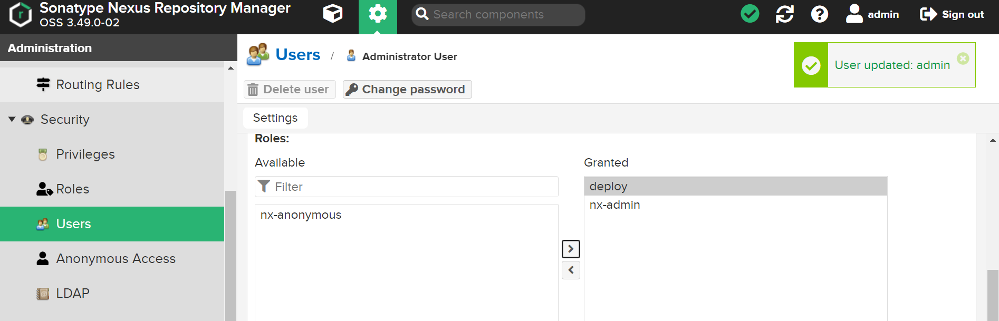 Sonatype Nexus Repository Manager
OSS 3.49.0-02
Search components
admin
Sign out
Administration
Routing Rules
Security
Privileges
Roles
Users
Anonymous Access
LDAP
Users / Administrator User
User updated: admin
Delete user
Change password
Settings
Roles:
Available
Filter
nx-anonymous
Granted
deploy
nx-admin